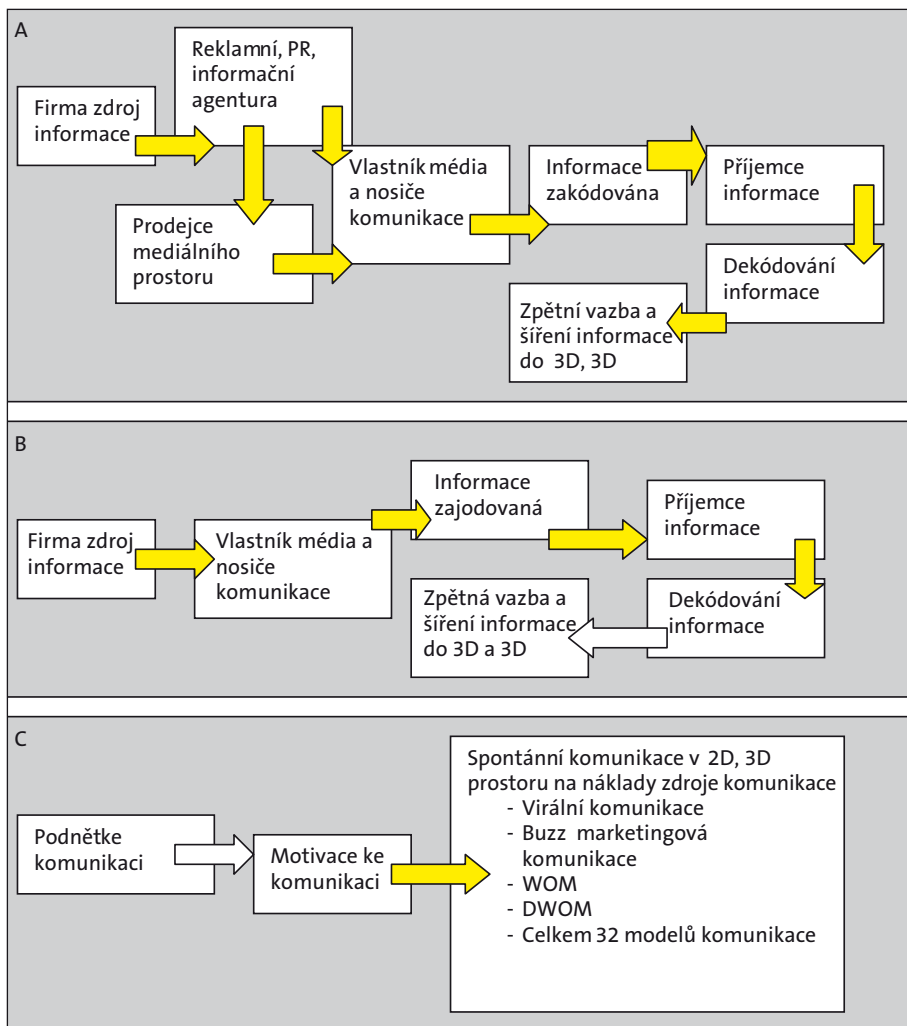 A
Reklamní, PR,
informační
agentura
Firma zdroj
informace
Vlastník média
a nosiče
komunikace
Informace
zakódována
Příjemce
informace
Prodejce
mediálního
prostoru
Dekódování
informace
Zpětní vazba a
šíření informace
do 3D, 3D
B
Informace
zajodovaná
Příjemce
informace
Firma zdroj
informace
Vlastník média a
nosiče
komunikace
Zpětná vazba a
šíření informace
do 3D a 3D
Dekódování
informace
C
Spontánní komunikace v 2D, 3D
prostoru na náklady zdroje komunikace
- Virální komunikace
- Buzz marketingová
komunikace
- WOM
- DWOM
- Celkem 32 modelů komunikace
Podnětke
komunikaci
Motivace ke
komunikaci